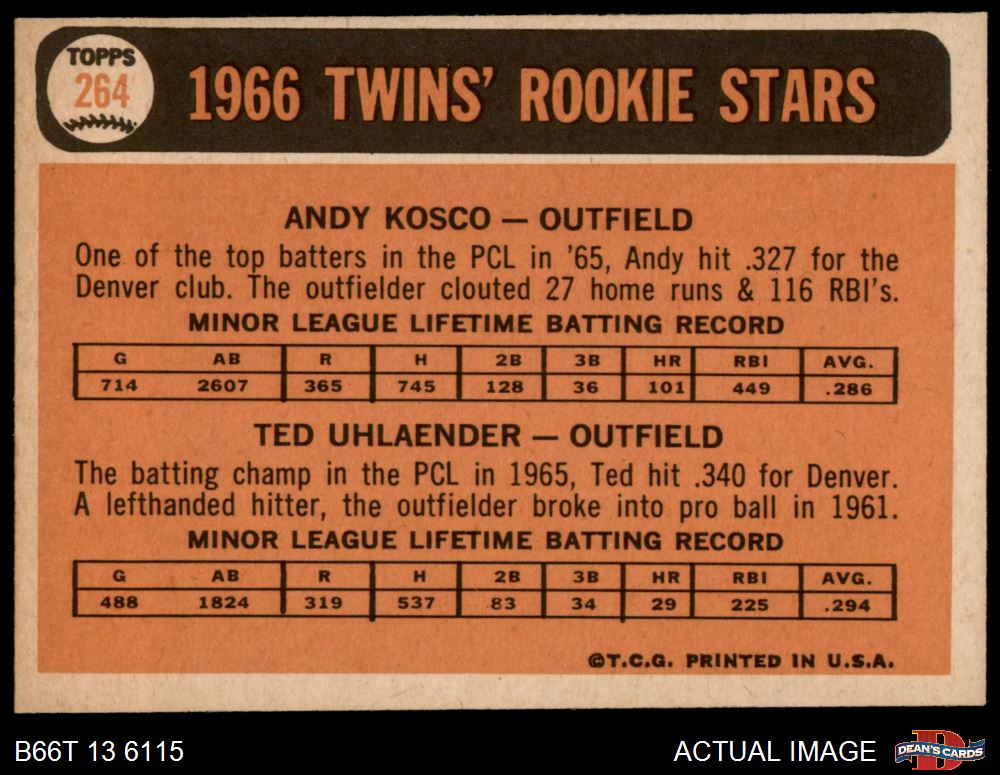 TOPPS
264
1966 TWINS' ROOKIE STARS
ANDY KOSCO — OUTFIELD
One of the top batters in the PCL in '65, Andy hit .327 for the
Denver club. The outfielder clouted 27 home runs & 116 RBI's.
MINOR LEAGUE LIFETIME BATTING RECORD
G AB R H 2B 3B HR RBI AVG.
714 2607 365 745 128 36 101 449 .286
TED UHLAENDER — OUTFIELD
The batting champ in the PCL in 1965, Ted hit .340 for Denver.
A lefthanded hitter, the outfielder broke into pro ball in 1961.
MINOR LEAGUE LIFETIME BATTING RECORD
G AB R H 2B 3B HR RBI AVG.
488 1824 319 537 83 34 29 225 .294
©T.C.G. PRINTED IN U.S.A.
B66T 13 6115
ACTUAL IMAGE
DEAN'S CARDS